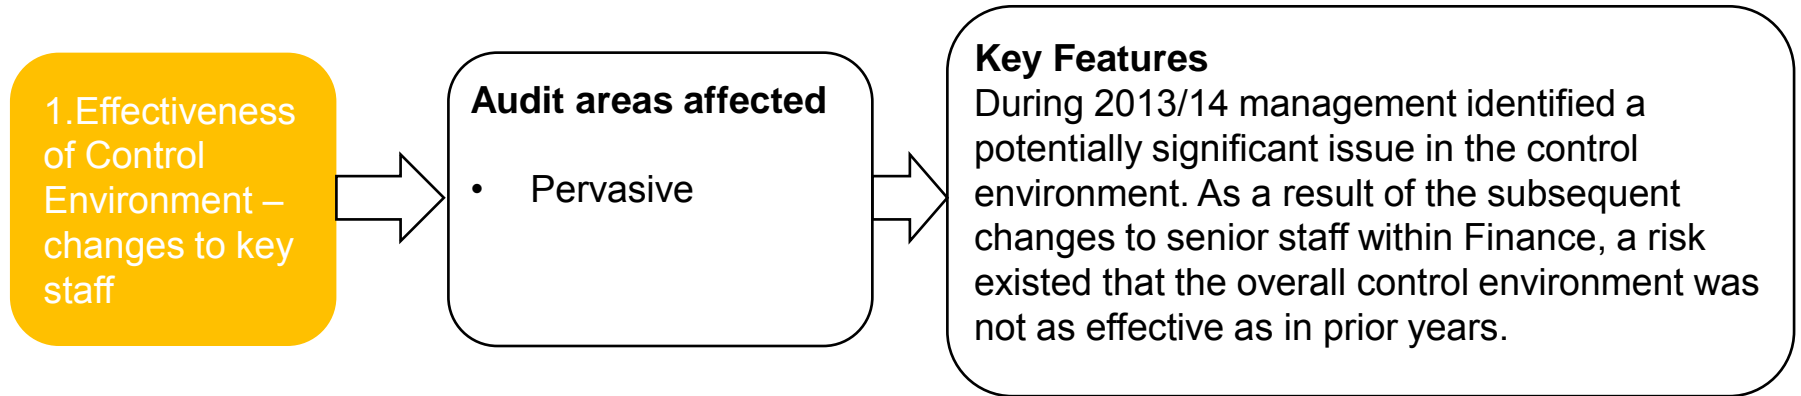 1.Effectiveness
of Control
Environment –
changes to key
staff
Audit areas affected
• Pervasive
Key Features
During 2013/14 management identified a
potentially significant issue in the control
environment. As a result of the subsequent
changes to senior staff within Finance, a risk
existed that the overall control environment was
not as effective as in prior years.